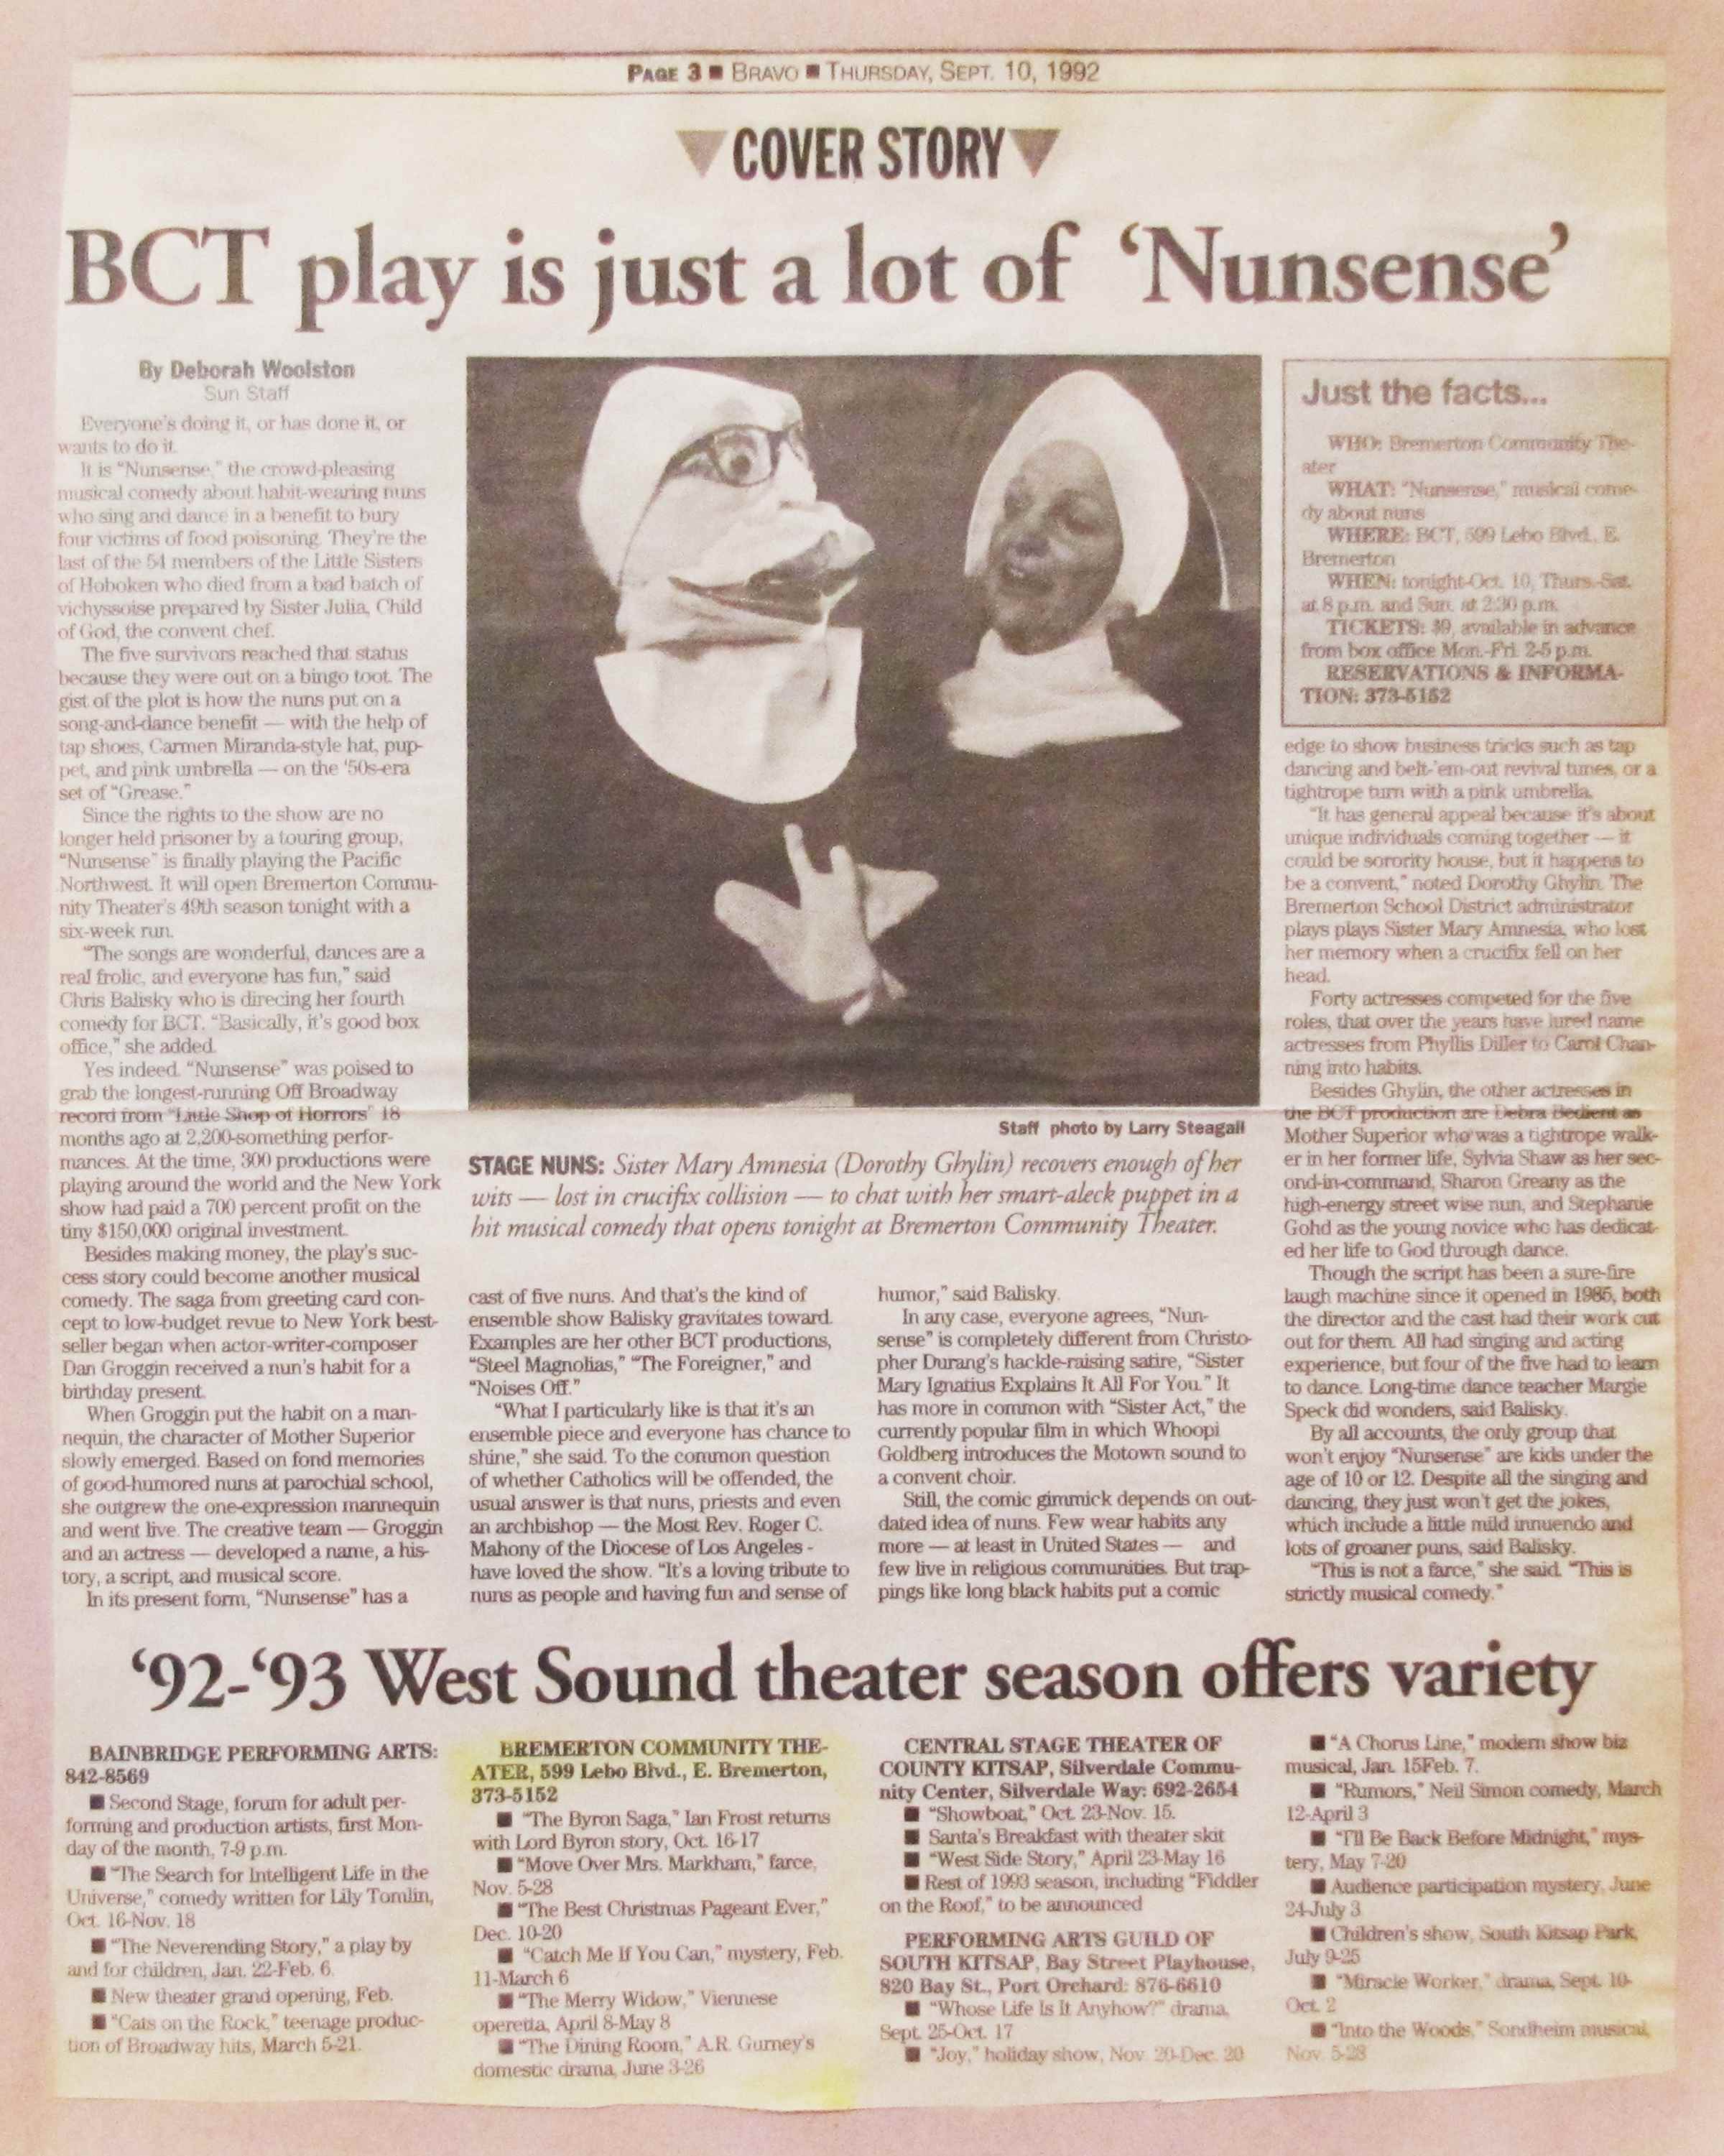 PAGE 3 ■ BRAVO ■ THURSDAY, SEPT. 10, 1992
COVER STORY
BCT play is just a lot of ‘Nunsense’
By Deborah Woolston
Sun Staff
Everyone's doing it, or has done it, or
wants to do it.
It is “Nunsense,” the crowd-pleasing
musical comedy about habit-wearing nuns
who sing and dance in a benefit to bury
four victims of food poisoning. They're the
last of the 54 members of the Little Sisters
of Hoboken who died from a bad batch of
vichyssoise prepared by Sister Julia, Child
of God, the convent chef.
The five survivors reached that status
because they were out on a bingo toot. The
gist of the plot is how the nuns put on a
song-and-dance benefit — with the help of
tap shoes, Carmen Miranda-style hat, pup-
pet, and pink umbrella — on the '50s-era
set of “Grease.”
Since the rights to the show are no
longer held prisoner by a touring group,
“Nunsense” is finally playing the Pacific
Northwest. It will open Bremerton Commu-
nity Theater's 49th season tonight with a
six-week run.
“The songs are wonderful, dances are a
real frolic, and everyone has fun,” said
Chris Balisky who is direcing her fourth
comedy for BCT. “Basically, it's good box
office,” she added.
Yes indeed. “Nunsense” was poised to
grab the longest-running Off Broadway
record from “Little Shop of Horrors” 18
months ago at 2,200-something perfor-
mances. At the time, 300 productions were
playing around the world and the New York
show had paid a 700 percent profit on the
tiny $150,000 original investment.
Besides making money, the play's suc-
cess story could become another musical
comedy. The saga from greeting card con-
cept to low-budget revue to New York best-
seller began when actor-writer-composer
Dan Groggin received a nun's habit for a
birthday present.
When Groggin put the habit on a man-
nequin, the character of Mother Superior
slowly emerged. Based on fond memories
of good-humored nuns at parochial school,
she outgrew the one-expression mannequin
and went live. The creative team — Groggin
and an actress — developed a name, a his-
tory, a script, and musical score.
In its present form, “Nunsense” has a
Staff photo by Larry Steagall
STAGE NUNS: Sister Mary Amnesia (Dorothy Ghylin) recovers enough of her
wits — lost in crucifix collision — to chat with her smart-aleck puppet in a
hit musical comedy that opens tonight at Bremerton Community Theater.
cast of five nuns. And that's the kind of
ensemble show Balisky gravitates toward.
Examples are her other BCT productions,
“Steel Magnolias,” “The Foreigner,” and
“Noises Off.”
“What I particularly like is that it's an
ensemble piece and everyone has chance to
shine,” she said. To the common question
of whether Catholics will be offended, the
usual answer is that nuns, priests and even
an archbishop — the Most Rev. Roger C.
Mahony of the Diocese of Los Angeles -
have loved the show. “It's a loving tribute to
nuns as people and having fun and sense of
humor,” said Balisky.
In any case, everyone agrees, “Nun-
sense” is completely different from Christo-
pher Durang's hackle-raising satire, “Sister
Mary Ignatius Explains It All For You.” It
has more in common with “Sister Act,” the
currently popular film in which Whoopi
Goldberg introduces the Motown sound to
a convent choir.
Still, the comic gimmick depends on out-
dated idea of nuns. Few wear habits any
more — at least in United States — and
few live in religious communities. But trap-
pings like long black habits put a comic
Just the facts...
WHO: Bremerton Community The-
ater
WHAT: “Nunsense,” musical come-
dy about nuns
WHERE: BCT, 599 Lebo Blvd., E.
Bremerton
WHEN: tonight-Oct. 10, Thurs.-Sat.
at 8 p.m. and Sun. at 2:30 p.m.
TICKETS: $9, available in advance
from box office Mon.-Fri. 2-5 p.m.
RESERVATIONS & INFORMA-
TION: 373-5152
edge to show business tricks such as tap
dancing and belt-'em-out revival tunes, or a
tightrope turn with a pink umbrella.
“It has general appeal because it's about
unique individuals coming together — it
could be sorority house, but it happens to
be a convent,” noted Dorothy Ghylin. The
Bremerton School District administrator
plays plays Sister Mary Amnesia, who lost
her memory when a crucifix fell on her
head.
Forty actresses competed for the five
roles, that over the years have lured name
actresses from Phyllis Diller to Carol Chan-
ning into habits.
Besides Ghylin, the other actresses in
the BCT production are Debra Bedient as
Mother Superior who was a tightrope walk-
er in her former life, Sylvia Shaw as her sec-
ond-in-command, Sharon Greany as the
high-energy street wise nun, and Stephanie
Gohd as the young novice who has dedicat-
ed her life to God through dance.
Though the script has been a sure-fire
laugh machine since it opened in 1985, both
the director and the cast had their work cut
out for them. All had singing and acting
experience, but four of the five had to learn
to dance. Long-time dance teacher Margie
Speck did wonders, said Balisky.
By all accounts, the only group that
won't enjoy “Nunsense” are kids under the
age of 10 or 12. Despite all the singing and
dancing, they just won't get the jokes,
which include a little mild innuendo and
lots of groaner puns, said Balisky.
“This is not a farce,” she said. “This is
strictly musical comedy.”
‘92-‘93 West Sound theater season offers variety
BAINBRIDGE PERFORMING ARTS:
842-8569
■ Second Stage, forum for adult per-
forming and production artists, first Mon-
day of the month, 7-9 p.m.
■ “The Search for Intelligent Life in the
Universe,” comedy written for Lily Tomlin,
Oct. 16-Nov. 18
■ “The Neverending Story,” a play by
and for children, Jan. 22-Feb. 6.
■ New theater grand opening, Feb.
■ “Cats on the Rock,” teenage produc-
tion of Broadway hits, March 5-21.
BREMERTON COMMUNITY THE-
ATER, 599 Lebo Blvd., E. Bremerton,
373-5152
■ “The Byron Saga,” Ian Frost returns
with Lord Byron story, Oct. 16-17
■ “Move Over Mrs. Markham,” farce,
Nov. 5-28
■ “The Best Christmas Pageant Ever,”
Dec. 10-20
■ “Catch Me If You Can,” mystery, Feb.
11-March 6
■ “The Merry Widow,” Viennese
operetta, April 8-May 8
■ “The Dining Room,” A.R. Gurney's
domestic drama, June 3-26
CENTRAL STAGE THEATER OF
COUNTY KITSAP, Silverdale Commu-
nity Center, Silverdale Way: 692-2654
■ “Showboat,” Oct. 23-Nov. 15.
■ Santa's Breakfast with theater skit
■ “West Side Story,” April 23-May 16
■ Rest of 1993 season, including “Fiddler
on the Roof,” to be announced
PERFORMING ARTS GUILD OF
SOUTH KITSAP, Bay Street Playhouse,
820 Bay St., Port Orchard: 876-6610
■ “Whose Life Is It Anyhow?” drama,
Sept. 25-Oct. 17
■ “Joy,” holiday show, Nov. 20-Dec. 20
■ “A Chorus Line,” modern show biz
musical, Jan. 15Feb. 7.
■ “Rumors,” Neil Simon comedy, March
12-April 3
■ “I'll Be Back Before Midnight,” mys-
tery, May 7-20
■ Audience participation mystery, June
24-July 3
■ Children's show, South Kitsap Park,
July 9-25
■ “Miracle Worker,” drama, Sept. 10-
Oct. 2
■ “Into the Woods,” Sondheim musical,
Nov. 5-28